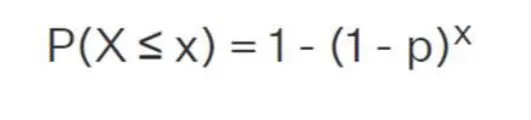 P(X ≤ x) = 1 - (1 - p)ˣ